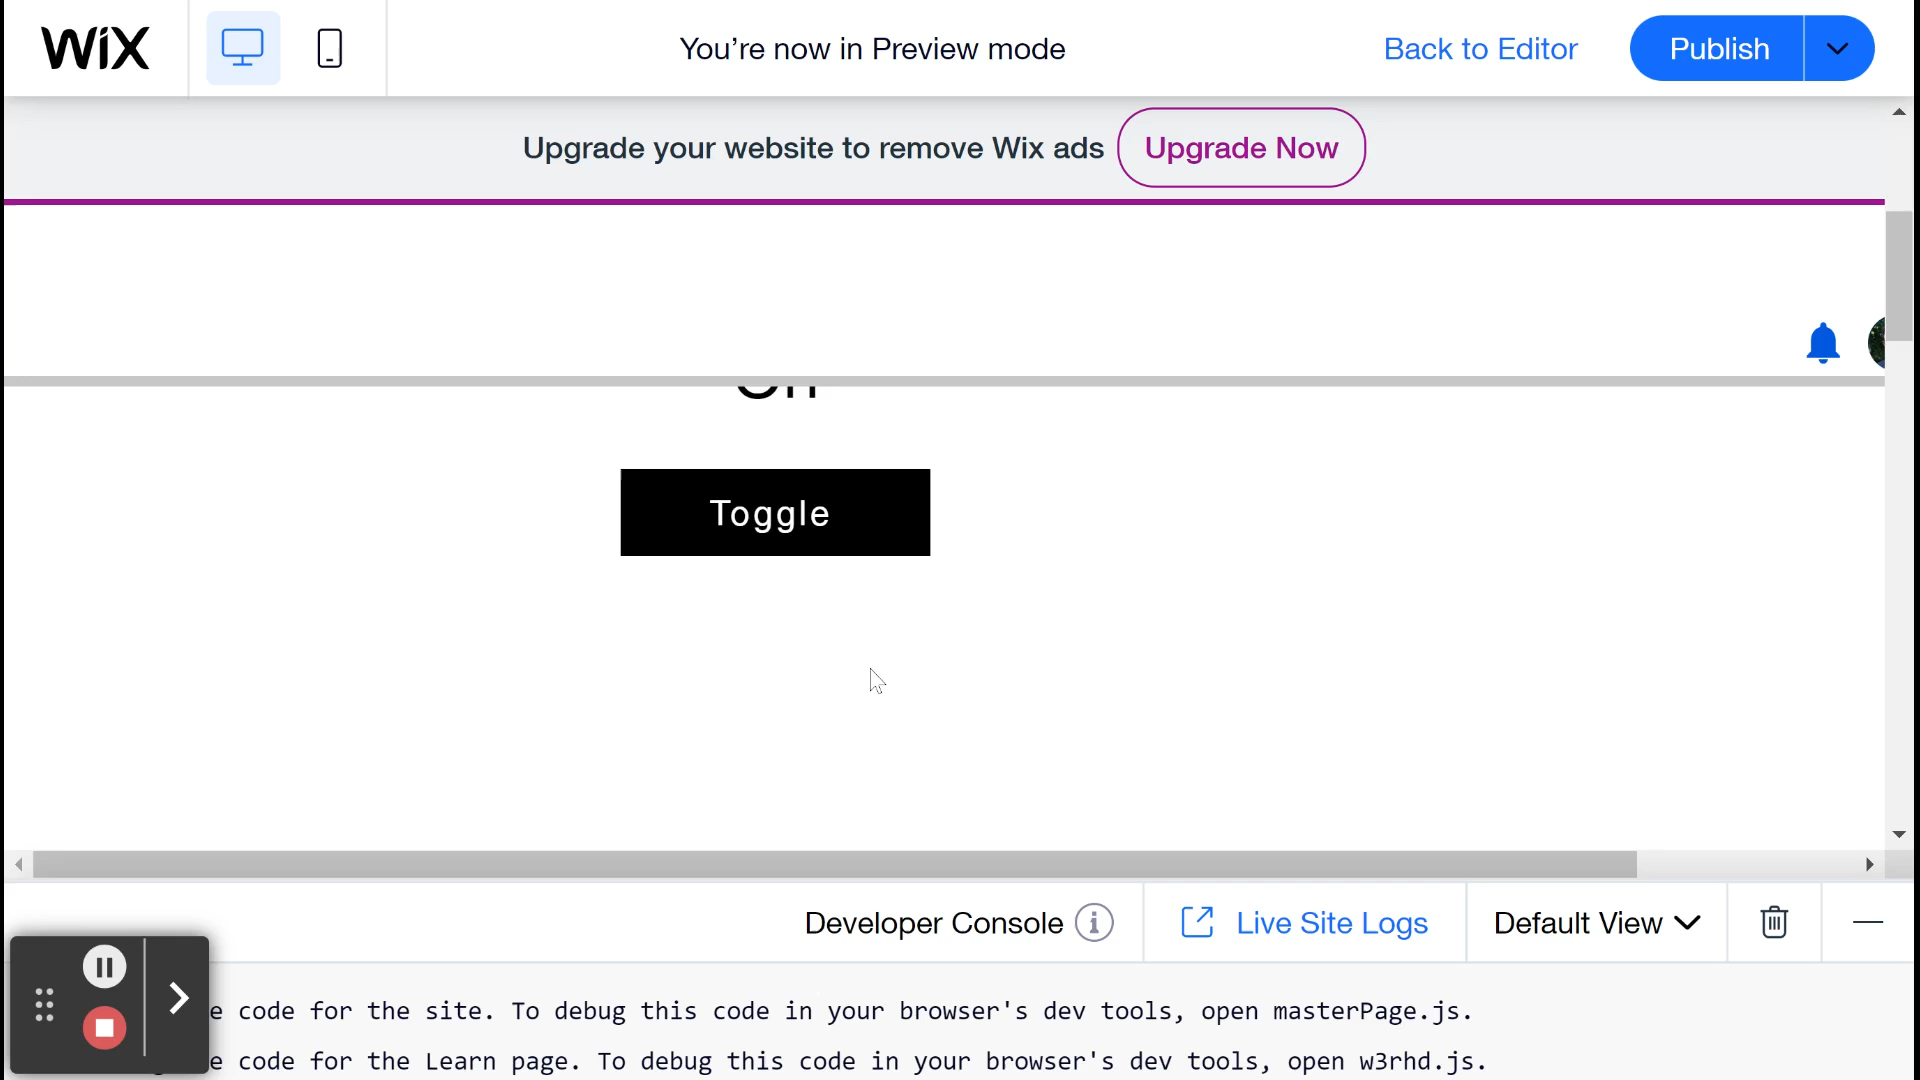 WiX
You’re now in Preview mode
Back to Editor
Publish
Upgrade your website to remove Wix ads
Upgrade Now
Toggle
Developer Console
Live Site Logs
Default View
code for the site. To debug this code in your browser's dev tools, open masterPage.js.
code for the Learn page. To debug this code in your browser's dev tools, open w3rhd.js.